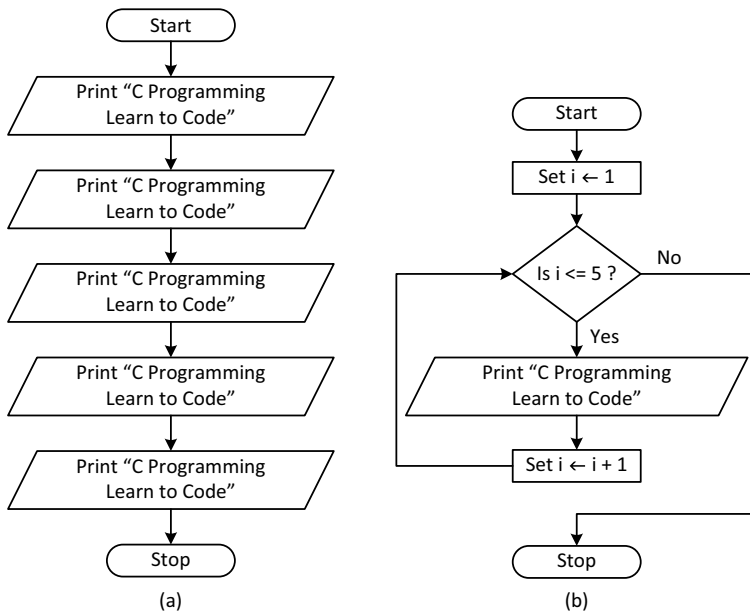 Start
Print “C Programming
Learn to Code”
Print “C Programming
Learn to Code”
Print “C Programming
Learn to Code”
Print “C Programming
Learn to Code”
Print “C Programming
Learn to Code”
Stop
(a)
Start
Set i ← 1
Is i <= 5 ?
No
Yes
Print “C Programming
Learn to Code”
Set i ← i + 1
Stop
(b)